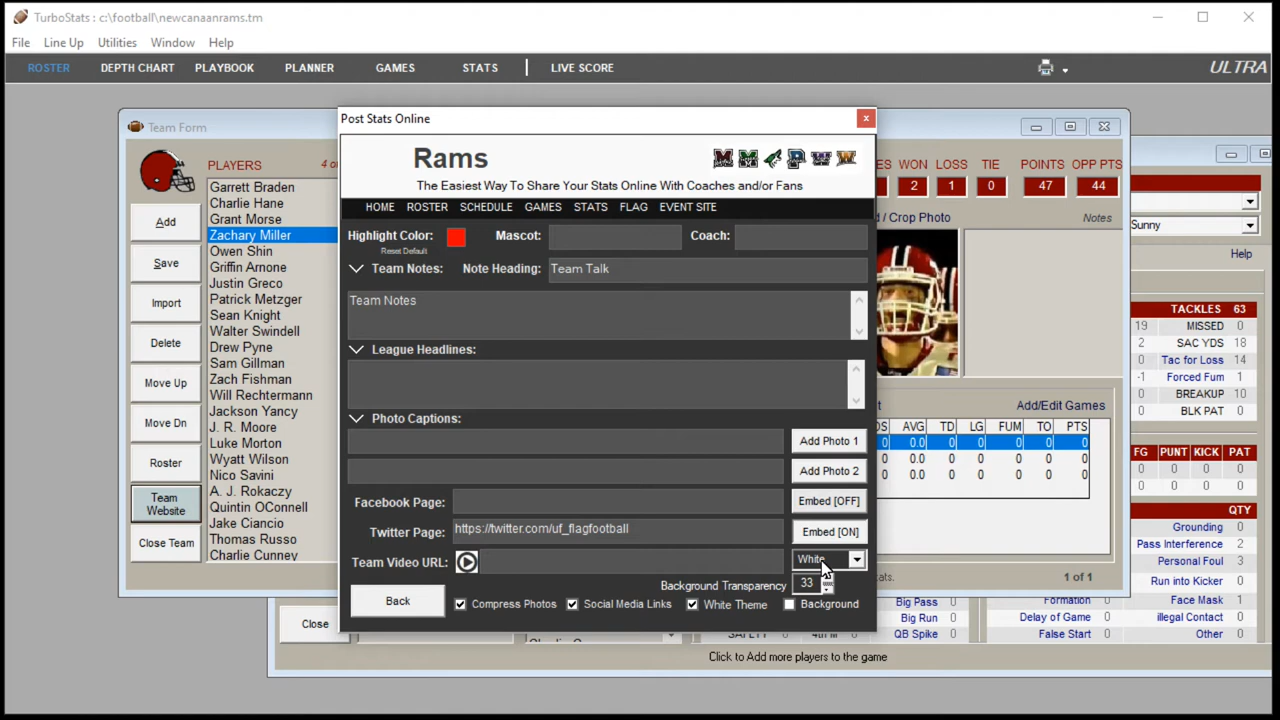 TurboStats : c:\football\newcanaanrams.tm
File Line Up Utilities Window Help
ROSTER DEPTH CHART PLAYBOOK PLANNER GAMES STATS LIVE SCORE ULTRA
Team Form
PLAYERS
Add
Save
Import
Delete
Move Up
Move Dn
Roster
Team
Website
Close Team
Garrett Braden
Charlie Hane
Grant Morse
Zachary Miller
Owen Shin
Griffin Arnone
Justin Greco
Patrick Metzger
Sean Knight
Walter Swindell
Drew Pyne
Sam Gillman
Zach Fishman
Will Rechtermann
Jackson Yancy
J. R. Moore
Luke Morton
Wyatt Wilson
Nico Savini
A. J. Rokaczy
Quintin OConnell
Jake Ciancio
Thomas Russo
Charlie Cunney
Post Stats Online
Rams
The Easiest Way To Share Your Stats Online With Coaches and/or Fans
HOME ROSTER SCHEDULE GAMES STATS FLAG EVENT SITE
Highlight Color: Mascot: Coach:
Reset Default
Team Notes: Note Heading: Team Talk
Team Notes
League Headlines:
Photo Captions:
Add Photo 1
Add Photo 2
Facebook Page: Embed [OFF]
Twitter Page: https://twitter.com/uf_flagfootball Embed [ON]
Team Video URL: White
Background Transparency 33
Back Compress Photos Social Media Links White Theme Background
WON LOSS TIE POINTS OPP PTS
2 1 0 47 44
/ Crop Photo Notes
Add/Edit Games
AVG TD LG FUM TO PTS
0 0.0 0 0 0 0 0
0 0.0 0 0 0 0 0
0 0.0 0 0 0 0 0
1 of 1
Sunny
Help
TACKLES 63
19 MISSED 0
2 SAC YDS 18
0 Tac for Loss 14
-1 Forced Fum 1
0 BREAKUP 10
0 BLK PAT 0
FG PUNT KICK PAT
0 0 0 0
0 0 0 0
QTY
Grounding 0
Pass Interference 2
Personal Foul 3
Run into Kicker 0
Face Mask 1
illegal Contact 0
Other 0
Formation
Big Pass 0 Delay of Game 0
Big Run 0 False Start 0
QB Spike 0
Close
Click to Add more players to the game